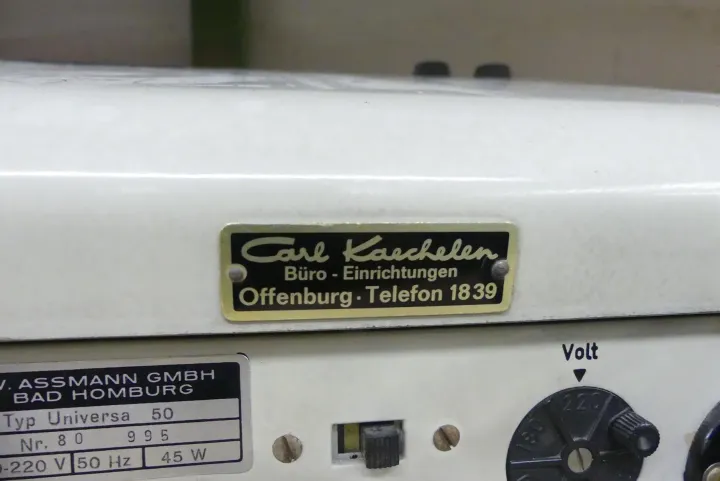 Carl Kaechelen
Büro - Einrichtungen
Offenburg · Telefon 1839
Volt
220
W. ASSMANN GMBH
BAD HOMBURG
Typ Universa 50
Nr. 80 995
0-220 V 50 Hz 45 W